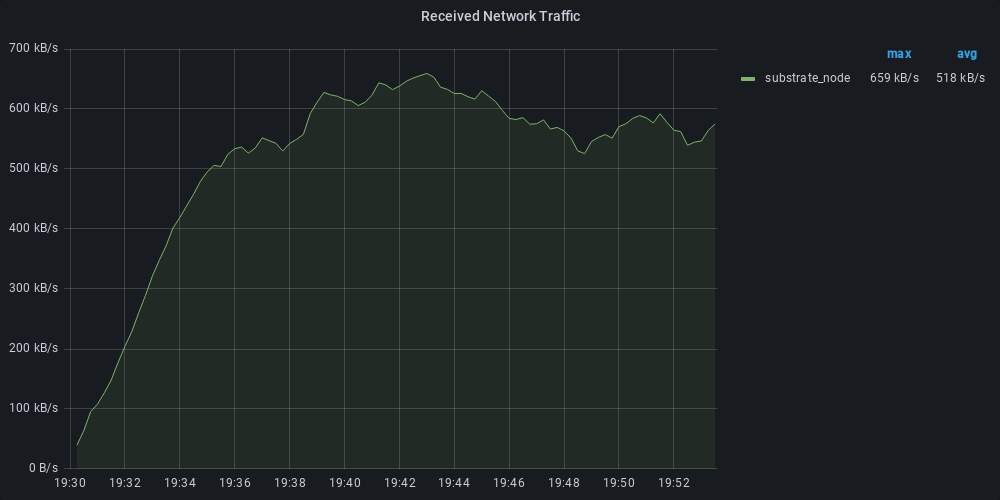 Received Network Traffic
700 kB/s
600 kB/s
500 kB/s
400 kB/s
300 kB/s
200 kB/s
100 kB/s
0 B/s
19:30 19:32 19:34 19:36 19:38 19:40 19:42 19:44 19:46 19:48 19:50 19:52
max avg
substrate_node 659 kB/s 518 kB/s